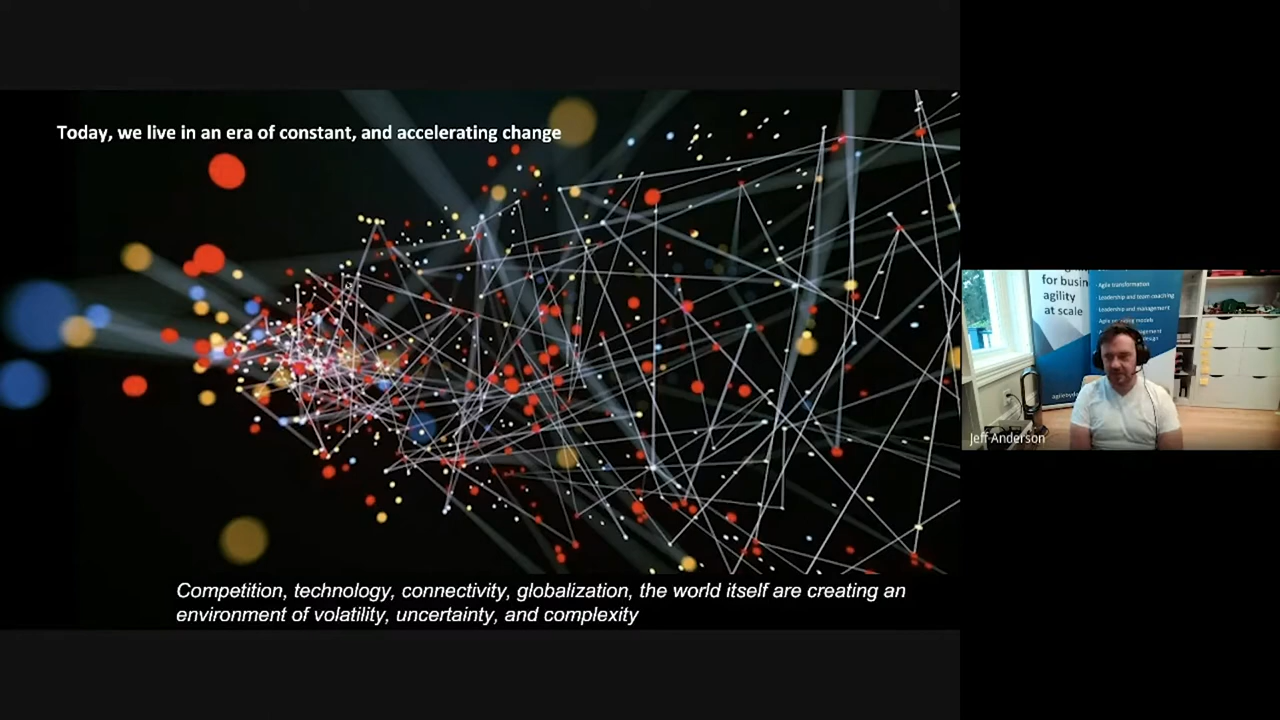 Today, we live in an era of constant, and accelerating change
Competition, technology, connectivity, globalization, the world itself are creating an
environment of volatility, uncertainty, and complexity
for busin
agility
at scale
Agile transformation
Leadership and team coaching
Leadership and management
Jeff Anderson